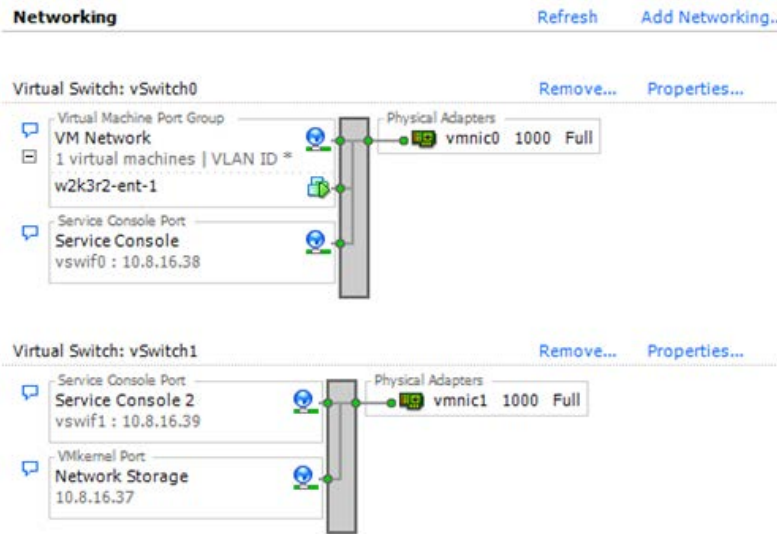 Networking Refresh Add Networking..
Virtual Switch: vSwitch0 Remove... Properties...
Virtual Machine Port Group Physical Adapters
VM Network vmnic0 1000 Full
1 virtual machines | VLAN ID *
w2k3r2-ent-1
Service Console Port
Service Console
vswif0 : 10.8.16.38
Virtual Switch: vSwitch1 Remove... Properties...
Service Console Port Physical Adapters
Service Console 2 vmnic1 1000 Full
vswif1 : 10.8.16.39
VMkernel Port
Network Storage
10.8.16.37